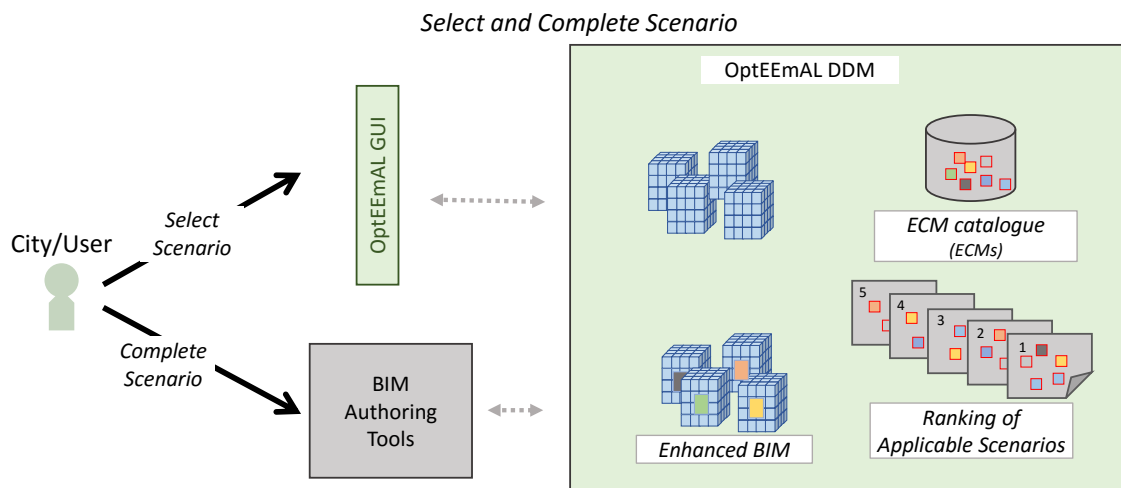 Select and Complete Scenario
OptEEmAL DDM
OptEEmAL GUI
Select
Scenario
City/User
Complete
Scenario
BIM
Authoring
Tools
ECM catalogue
(ECMs)
5
4
3
2
1
Enhanced BIM
Ranking of
Applicable Scenarios